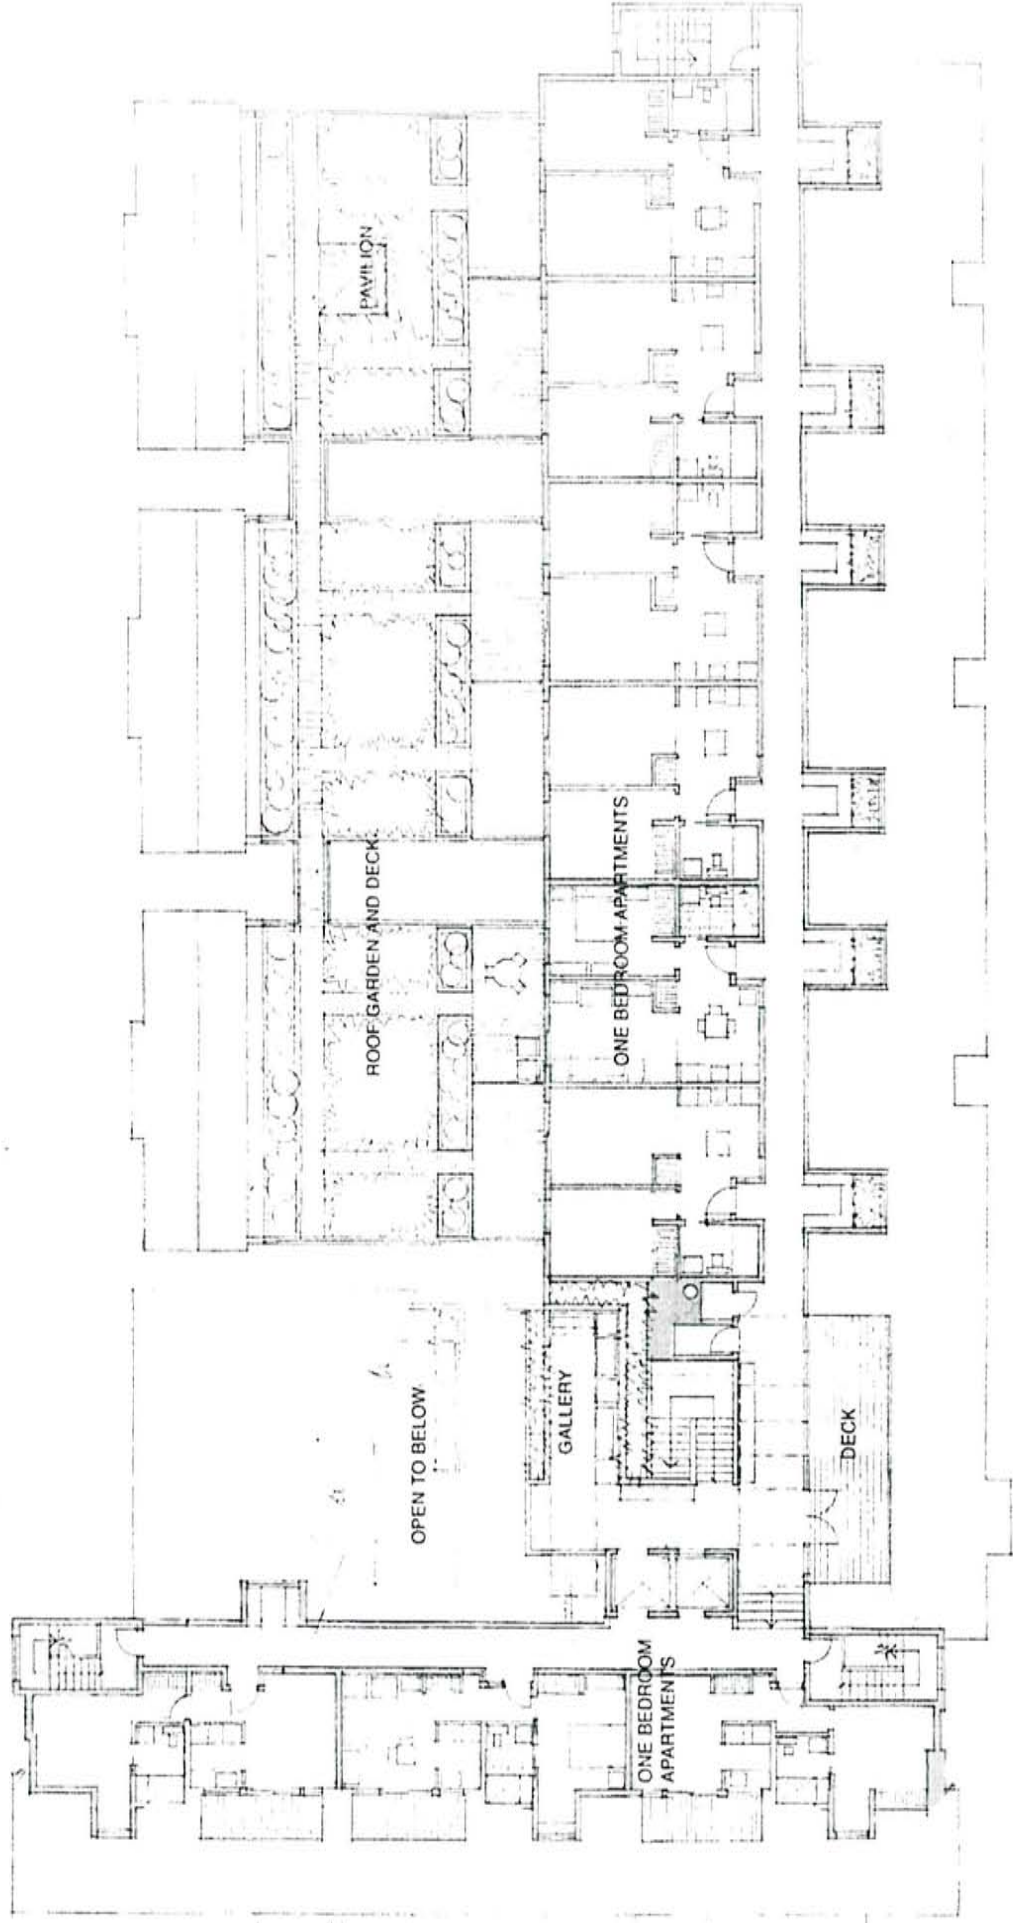 PAVILION
ROOF GARDEN AND DECK
ONE BEDROOM APARTMENTS
OPEN TO BELOW
GALLERY
DECK
ONE BEDROOM
APARTMENTS